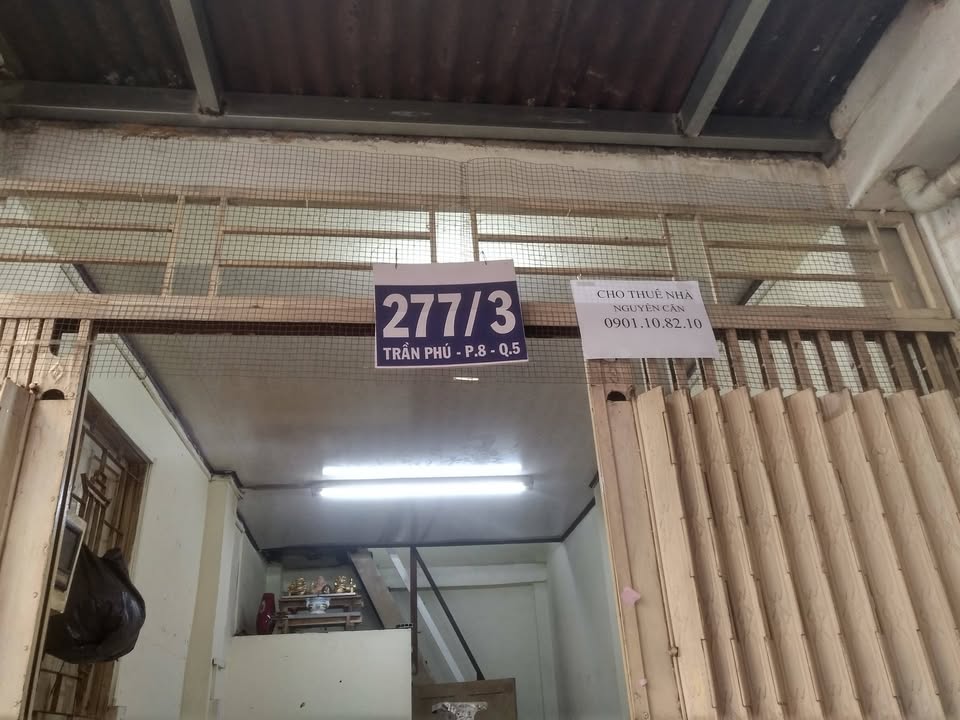 277/3
TRẦN PHÚ - P.8 - Q.5
CHO THUÊ NHÀ
NGUYÊN CĂN
0901.10.82.10